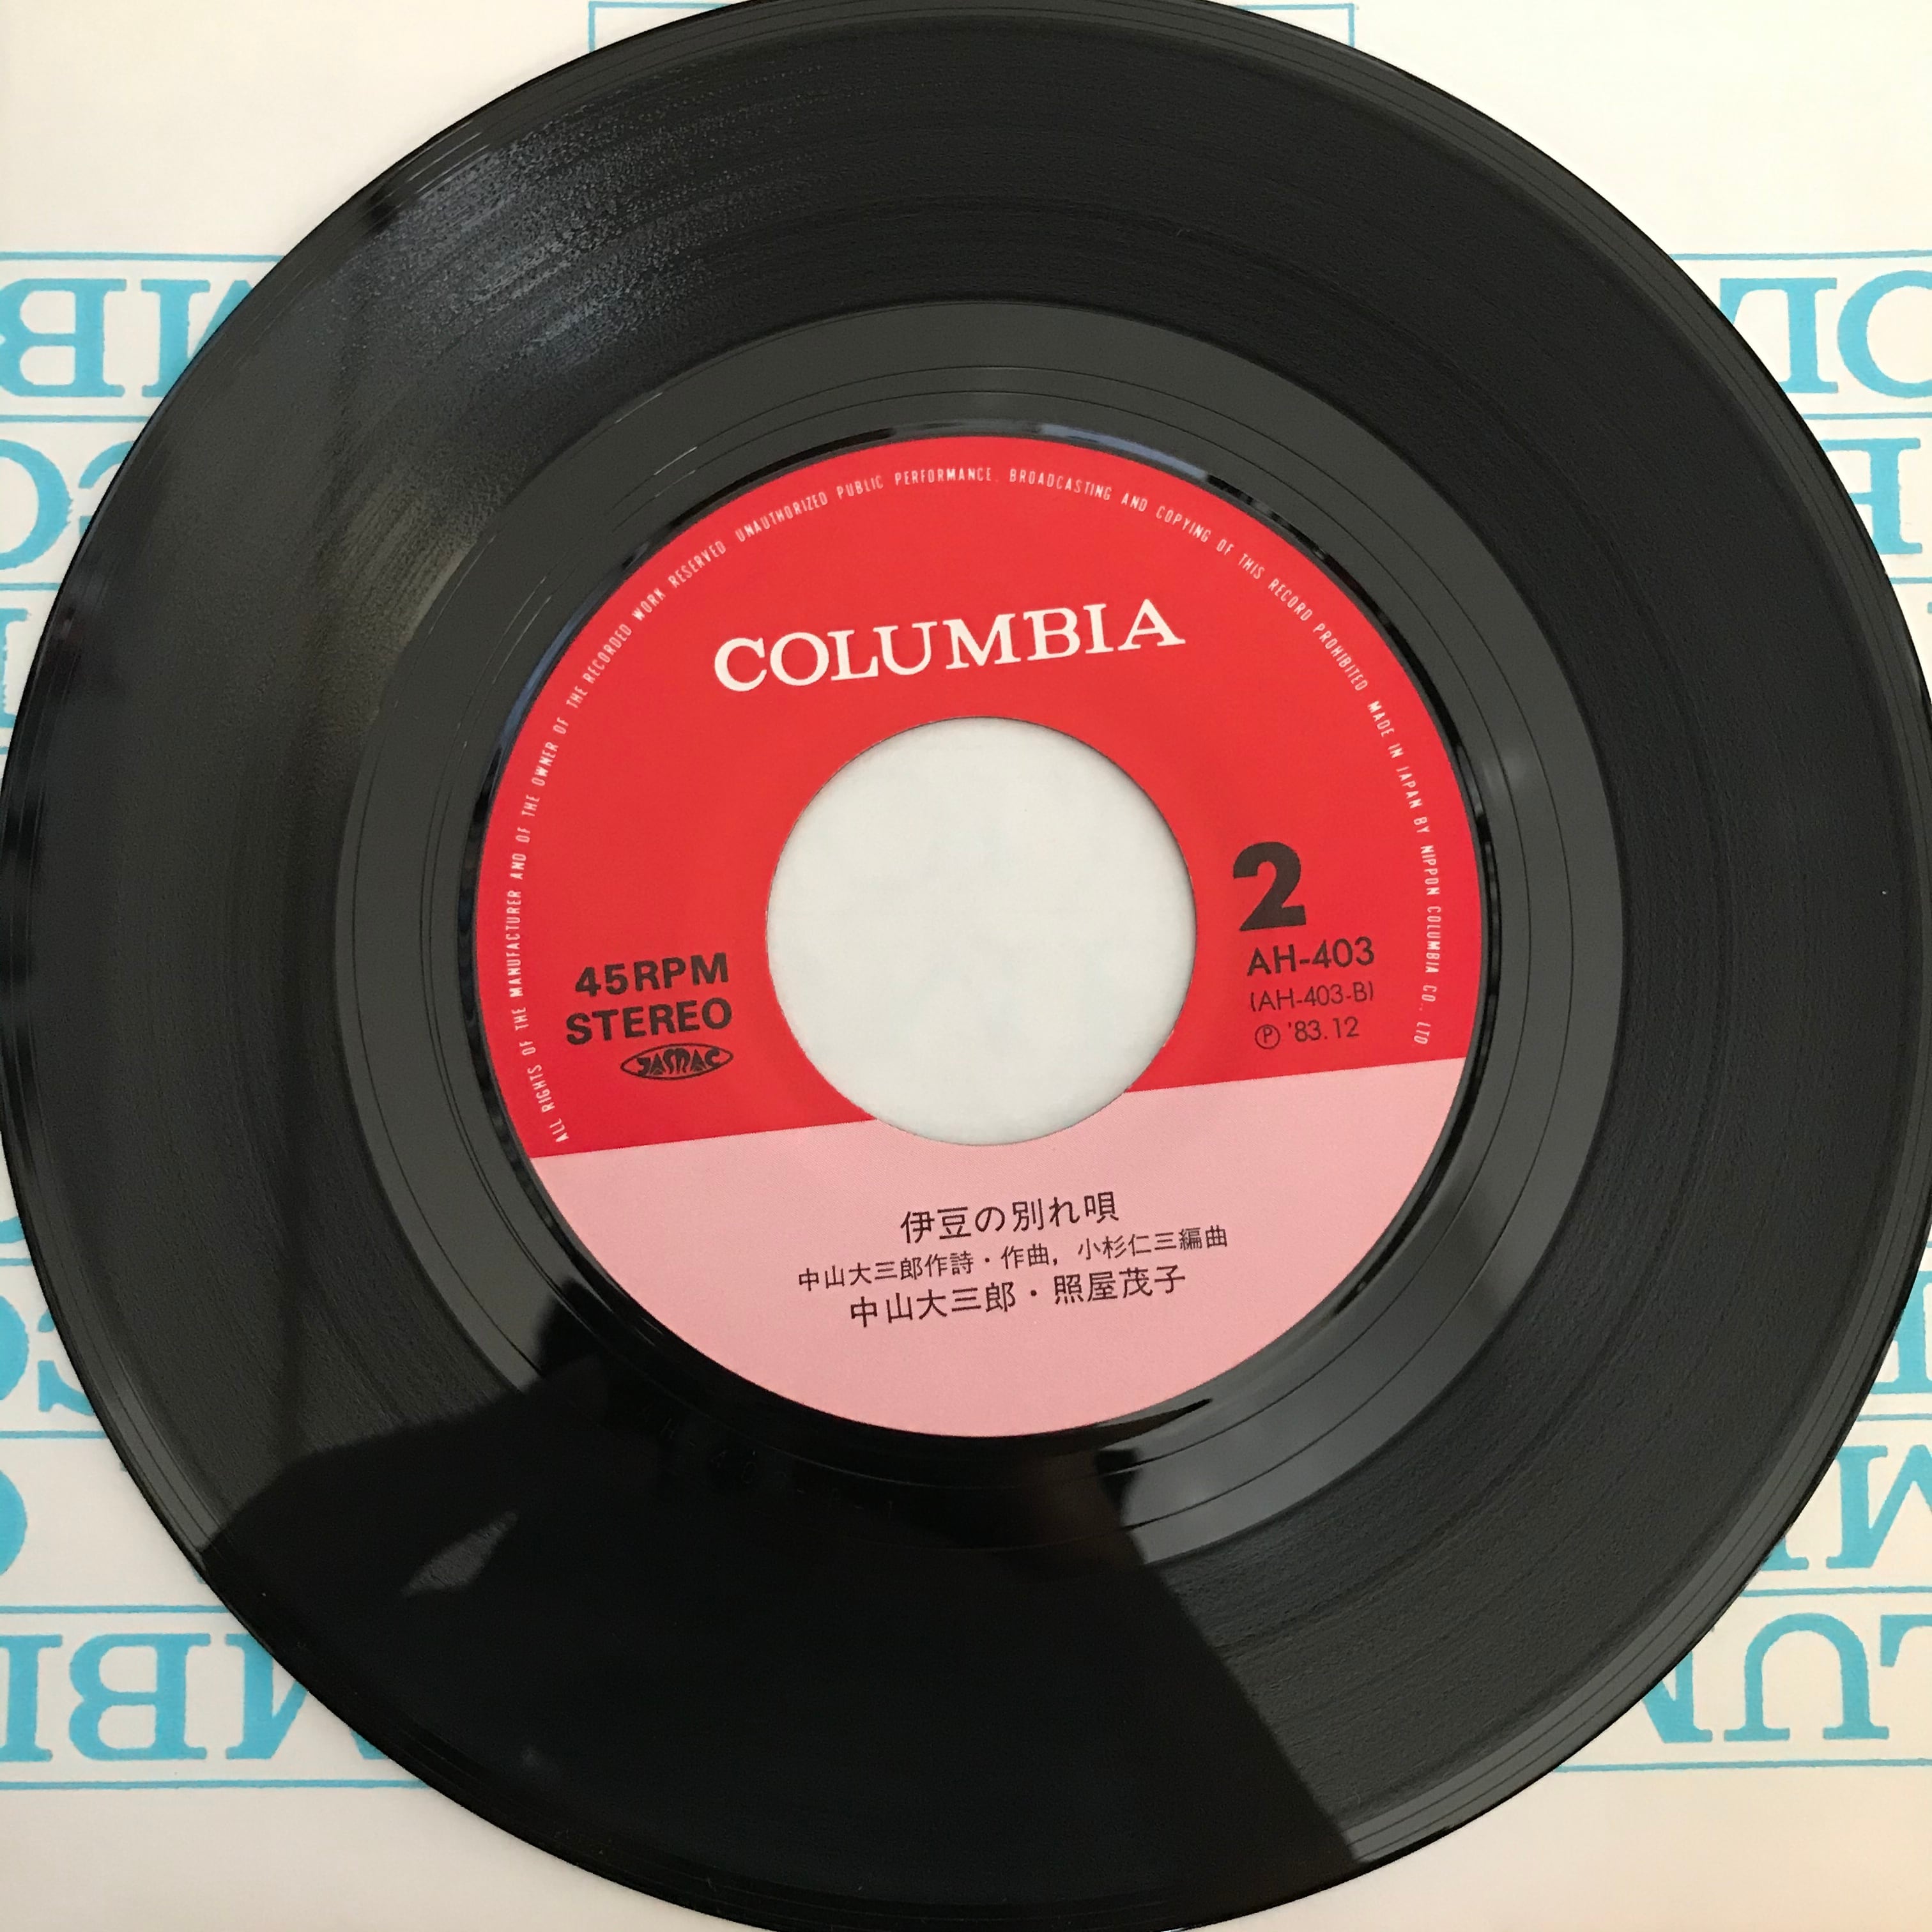 ALL RIGHTS OF THE MANUFACTURER AND OF THE OWNER OF THE RECORDED WORK RESERVED UNAUTHORIZED PUBLIC PERFORMANCE. BROADCASTING AND COPYING OF THIS RECORD PROHIBITED MADE IN JAPAN BY NIPPON COLUMBIA CO., LTD
COLUMBIA
2
AH-403
(AH-403-B)
Ⓟ '83.12
45RPM
STEREO
JASRAC
伊豆の別れ唄
中山大三郎作詩・作曲, 小杉仁三編曲
中山大三郎・照屋茂子